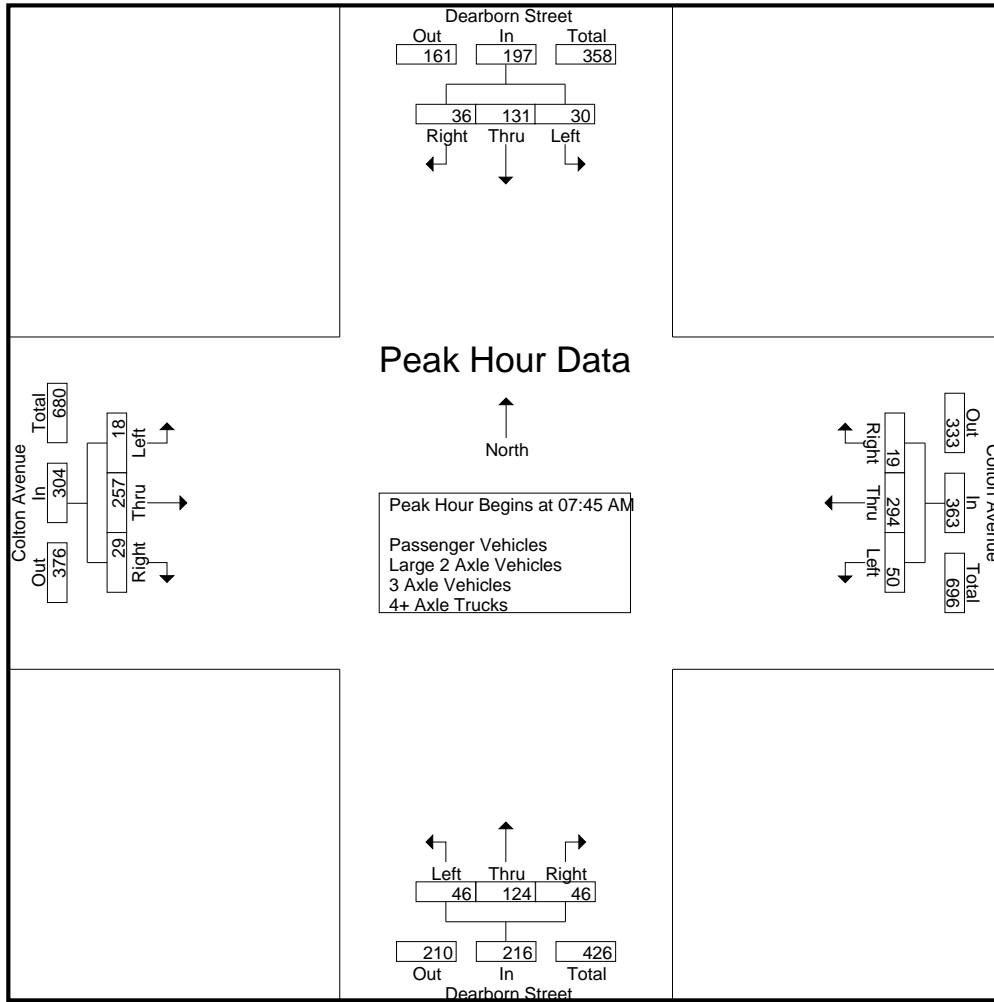 Dearborn Street
Out In Total
161 197 358
36 131 30
Right Thru Left
Peak Hour Data
North
Peak Hour Begins at 07:45 AM
Passenger Vehicles
Large 2 Axle Vehicles
3 Axle Vehicles
4+ Axle Trucks
Colton Avenue
Total In Out
680 304 376
18 257 29
Left Thru Right
Right Thru Left
19 294 50
333 363 696
Out In Total
Colton Avenue
Left Thru Right
46 124 46
210 216 426
Out In Total
Dearborn Street